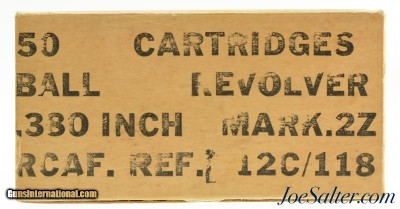 50 CARTRIDGES
BALL REVOLVER
.380 INCH MARK.2Z
RCAF. REF. 12C/118
GunsInternational.com
JoeSalter.com